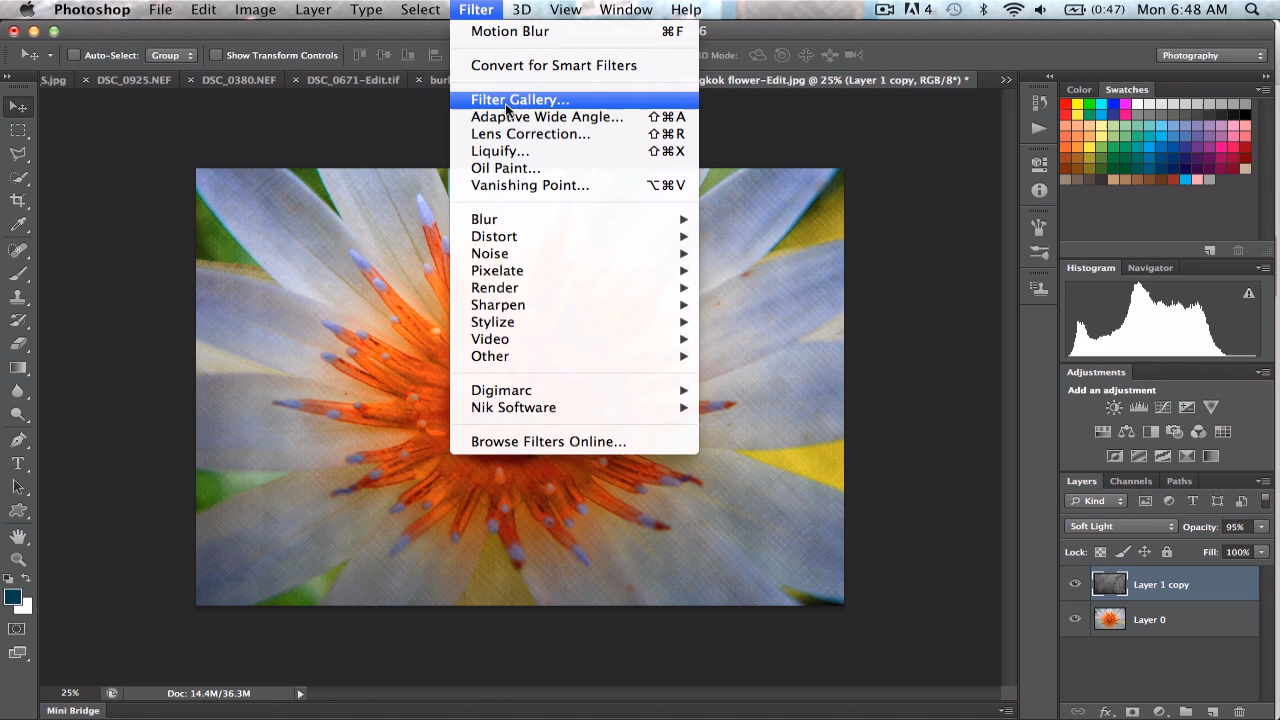 Photoshop File Edit Image Layer Type Select Filter 3D View Window Help 4 (0:47) Mon 6:48 AM
6
Auto-Select: Group Show Transform Controls 3D Mode: Photography
S.jpg × DSC_0925.NEF × DSC_0380.NEF × DSC_0671-Edit.tif × gkok flower-Edit.jpg @ 25% (Layer 1 copy, RGB/8*) *
Motion Blur ⌘F
Convert for Smart Filters
Filter Gallery...
Adaptive Wide Angle... ⇧⌘A
Lens Correction... ⇧⌘R
Liquify... ⇧⌘X
Oil Paint...
Vanishing Point... ⌥⌘V
Blur
Distort
Noise
Pixelate
Render
Sharpen
Stylize
Video
Other
Digimarc
Nik Software
Browse Filters Online...
Color Swatches
Histogram Navigator
Adjustments
Add an adjustment
Layers Channels Paths
Kind
Soft Light Opacity: 95%
Lock: Fill: 100%
Layer 1 copy
Layer 0
25% Doc: 14.4M/36.3M
Mini Bridge